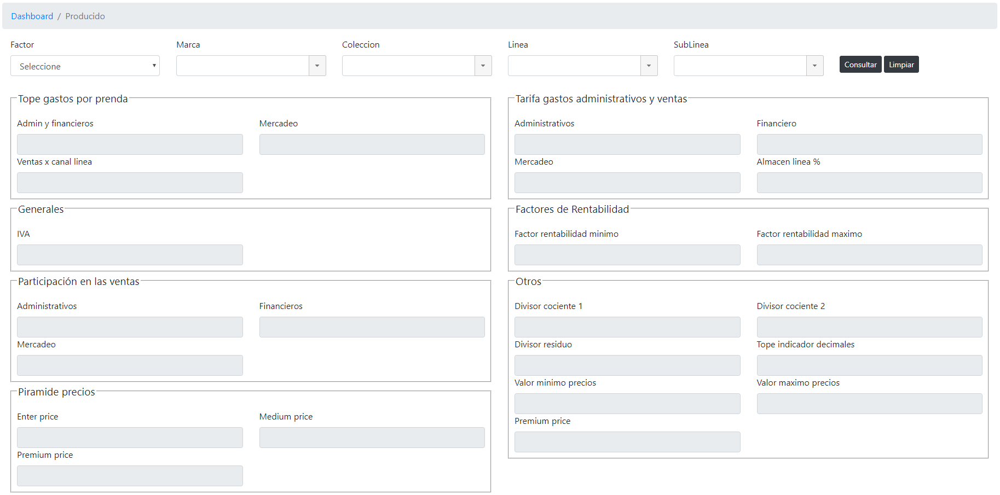 Dashboard / Producido
Factor Marca Coleccion Linea SubLinea
Seleccione Consultar Limpiar
Tope gastos por prenda
Admin y financieros Mercadeo
Ventas x canal linea
Tarifa gastos administrativos y ventas
Administrativos Financiero
Mercadeo Almacen linea %
Generales
IVA
Factores de Rentabilidad
Factor rentabilidad minimo Factor rentabilidad maximo
Participación en las ventas
Administrativos Financieros
Mercadeo
Otros
Divisor cociente 1 Divisor cociente 2
Divisor residuo Tope indicador decimales
Valor minimo precios Valor maximo precios
Premium price
Piramide precios
Enter price Medium price
Premium price